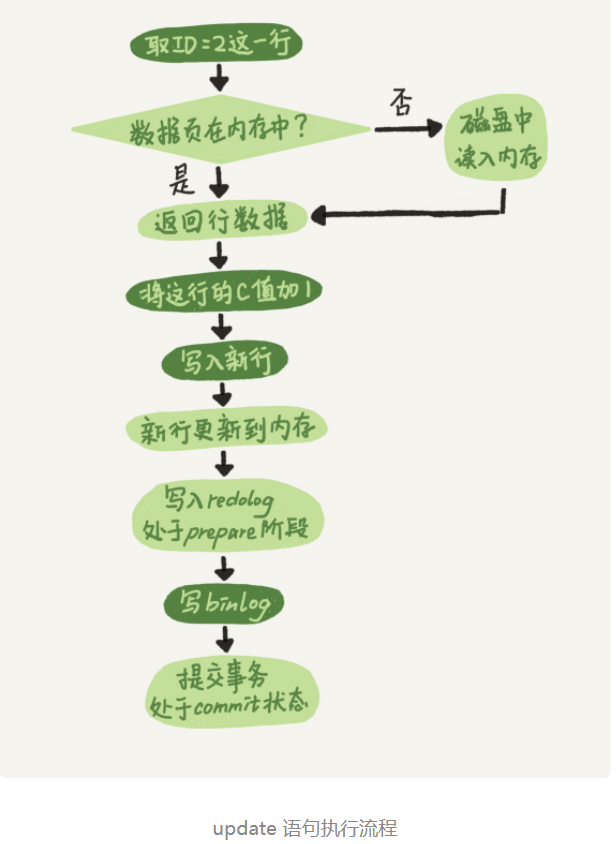 取ID=2这一行
数据页在内存中?
否
磁盘中
读入内存
是
返回行数据
将这行的C值加1
写入新行
新行更新到内存
写入redolog
处于prepare阶段
写binlog
提交事务
处于commit状态
update 语句执行流程